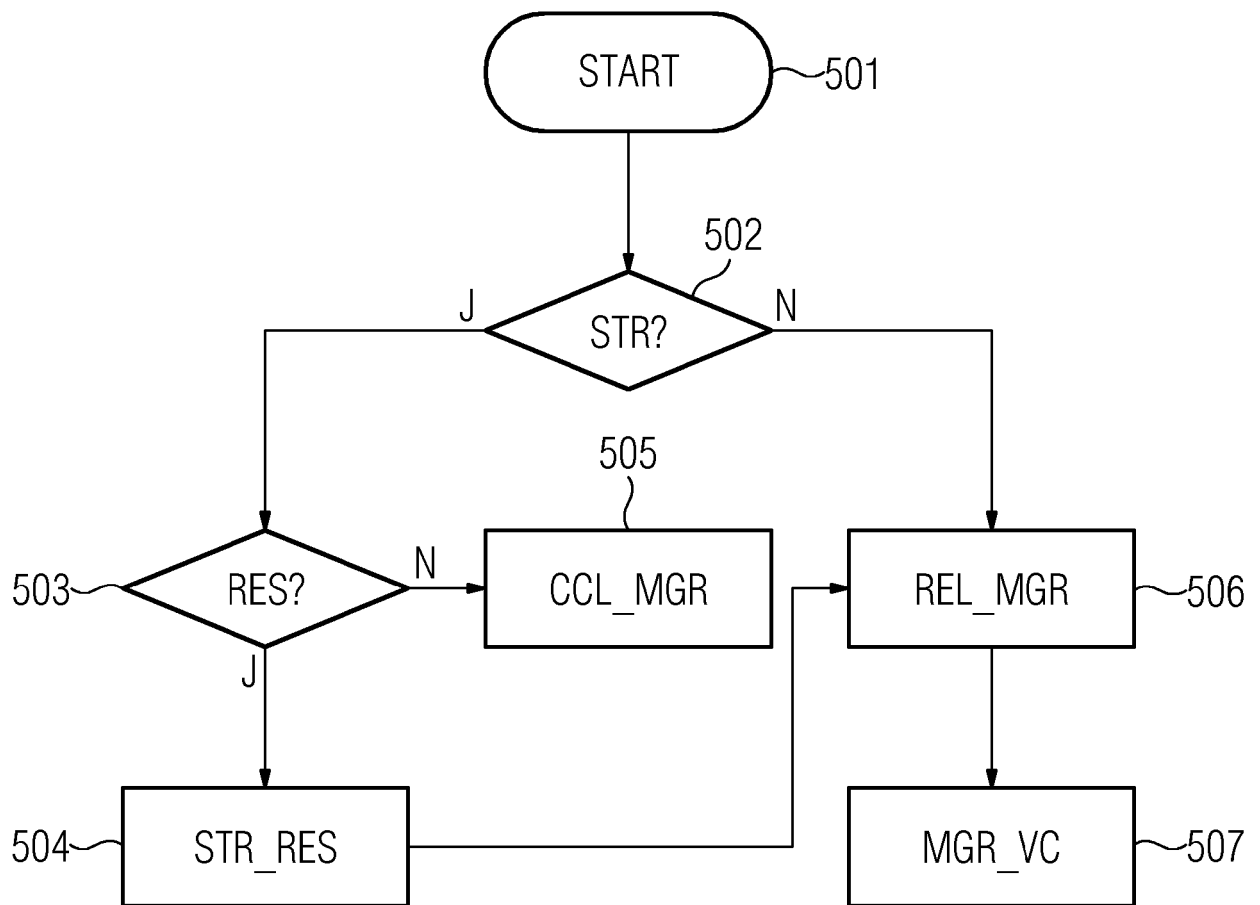 START
501
502
J
STR?
N
505
503
RES?
N
CCL_MGR
REL_MGR
506
J
504
STR_RES
MGR_VC
507